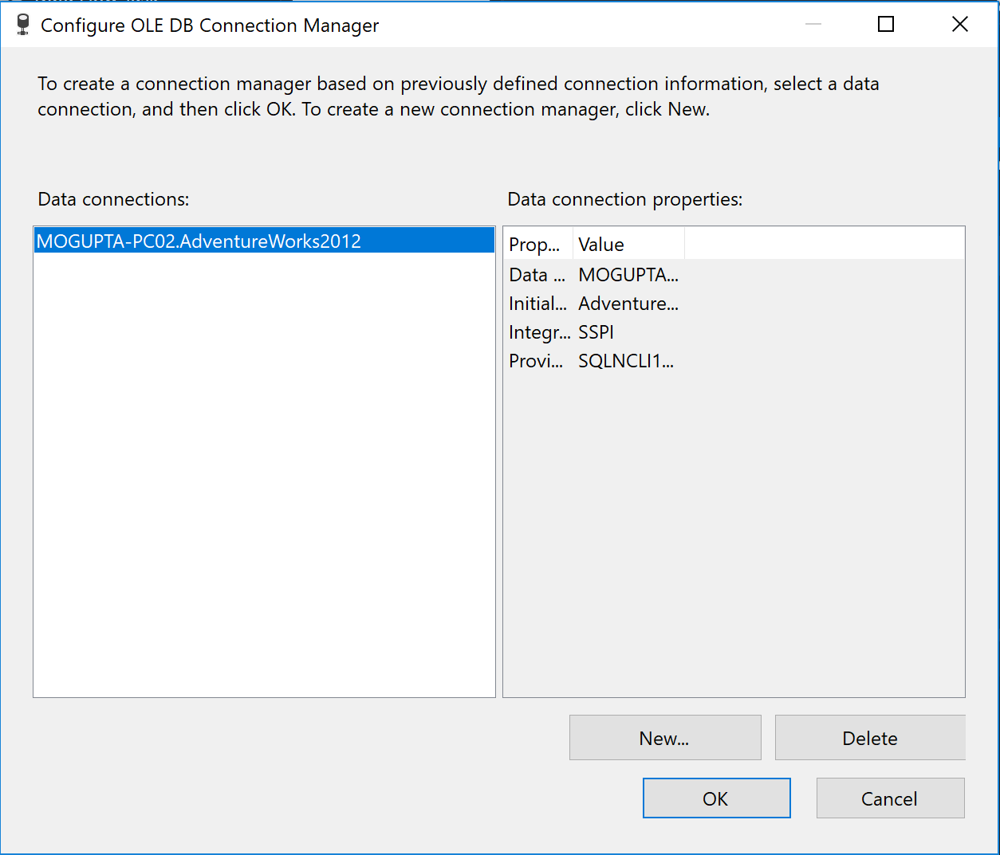 Configure OLE DB Connection Manager
To create a connection manager based on previously defined connection information, select a data
connection, and then click OK. To create a new connection manager, click New.
Data connections:
Data connection properties:
MOGUPTA-PC02.AdventureWorks2012
Prop... Value
Data ... MOGUPTA...
Initial... Adventure...
Integr... SSPI
Provi... SQLNCLI1...
New... Delete
OK Cancel